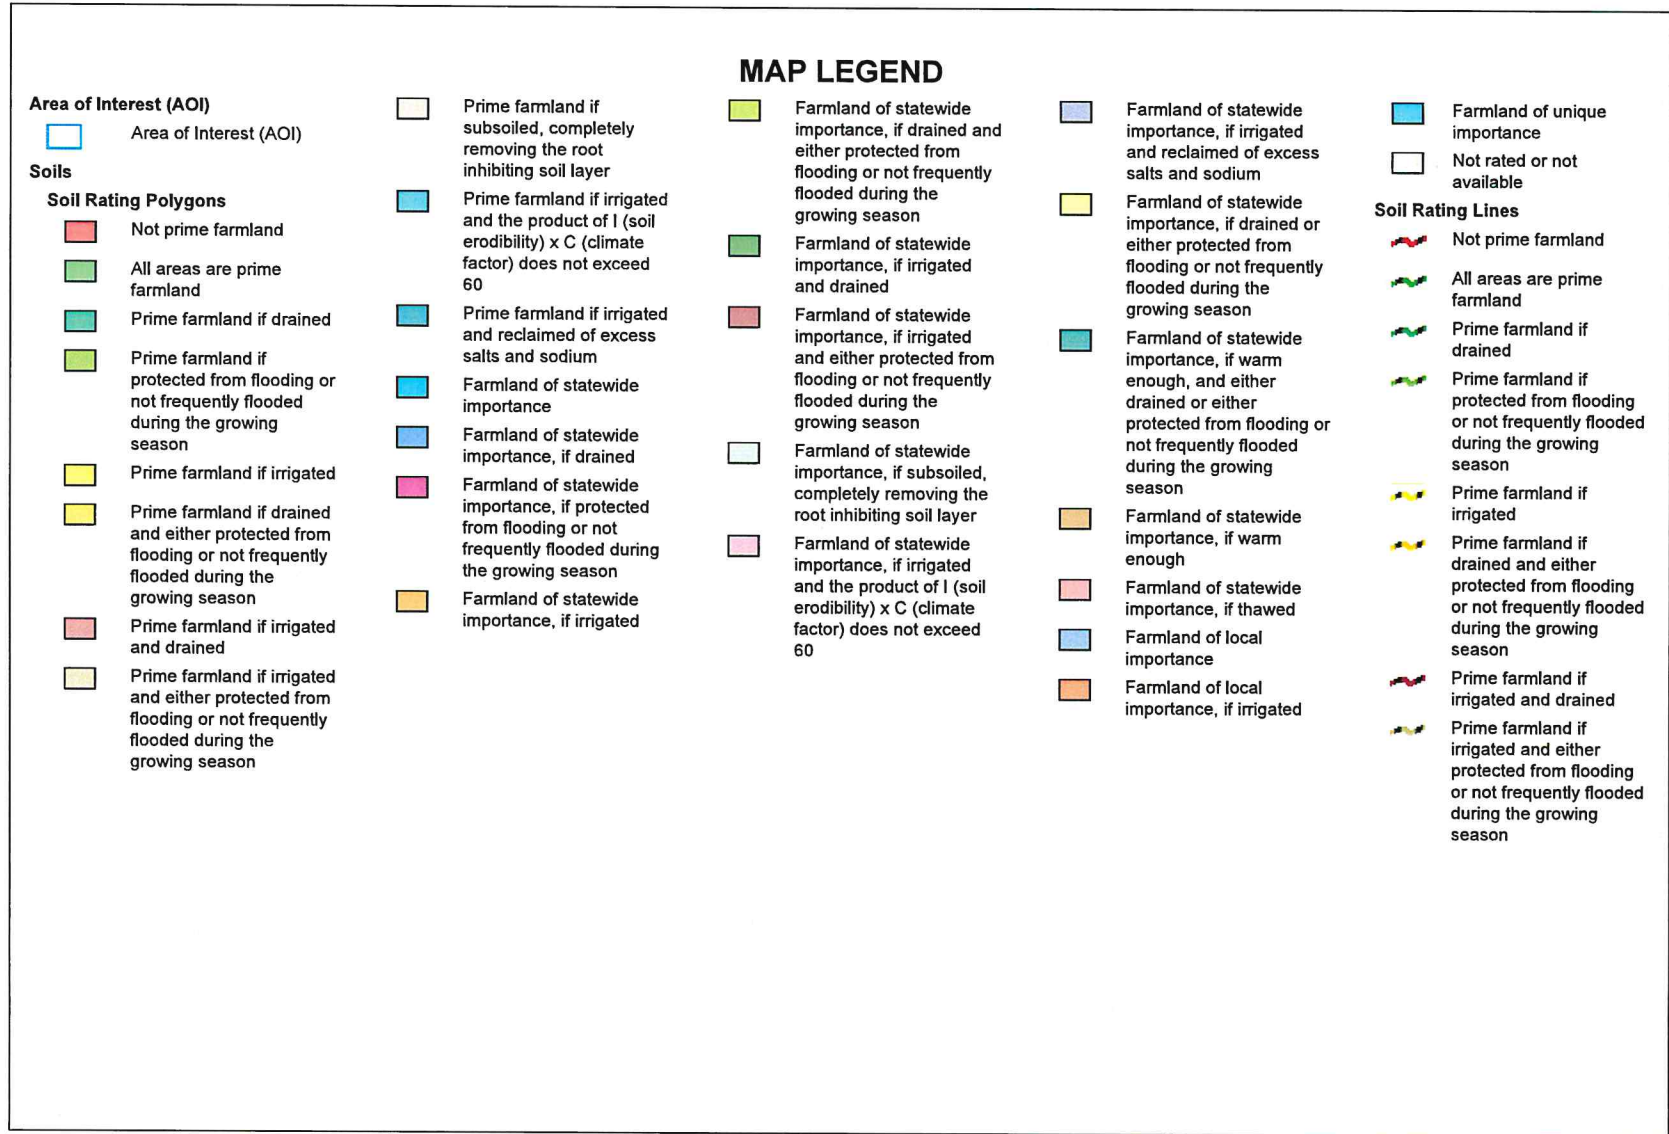 MAP LEGEND
Area of Interest (AOI)
Area of Interest (AOI)
Soils
Soil Rating Polygons
Not prime farmland
All areas are prime
farmland
Prime farmland if drained
Prime farmland if
protected from flooding or
not frequently flooded
during the growing
season
Prime farmland if irrigated
Prime farmland if drained
and either protected from
flooding or not frequently
flooded during the
growing season
Prime farmland if irrigated
and drained
Prime farmland if irrigated
and either protected from
flooding or not frequently
flooded during the
growing season
Prime farmland if
subsoiled, completely
removing the root
inhibiting soil layer
Prime farmland if irrigated
and the product of I (soil
erodibility) x C (climate
factor) does not exceed
60
Prime farmland if irrigated
and reclaimed of excess
salts and sodium
Farmland of statewide
importance
Farmland of statewide
importance, if drained
Farmland of statewide
importance, if protected
from flooding or not
frequently flooded during
the growing season
Farmland of statewide
importance, if irrigated
Farmland of statewide
importance, if drained and
either protected from
flooding or not frequently
flooded during the
growing season
Farmland of statewide
importance, if irrigated
and drained
Farmland of statewide
importance, if irrigated
and either protected from
flooding or not frequently
flooded during the
growing season
Farmland of statewide
importance, if subsoiled,
completely removing the
root inhibiting soil layer
Farmland of statewide
importance, if irrigated
and the product of I (soil
erodibility) x C (climate
factor) does not exceed
60
Farmland of statewide
importance, if irrigated
and reclaimed of excess
salts and sodium
Farmland of statewide
importance, if drained or
either protected from
flooding or not frequently
flooded during the
growing season
Farmland of statewide
importance, if warm
enough, and either
drained or either
protected from flooding or
not frequently flooded
during the growing
season
Farmland of statewide
importance, if warm
enough
Farmland of statewide
importance, if thawed
Farmland of local
importance
Farmland of local
importance, if irrigated
Farmland of unique
importance
Not rated or not
available
Soil Rating Lines
Not prime farmland
All areas are prime
farmland
Prime farmland if
drained
Prime farmland if
protected from flooding
or not frequently flooded
during the growing
season
Prime farmland if
irrigated
Prime farmland if
drained and either
protected from flooding
or not frequently flooded
during the growing
season
Prime farmland if
irrigated and drained
Prime farmland if
irrigated and either
protected from flooding
or not frequently flooded
during the growing
season